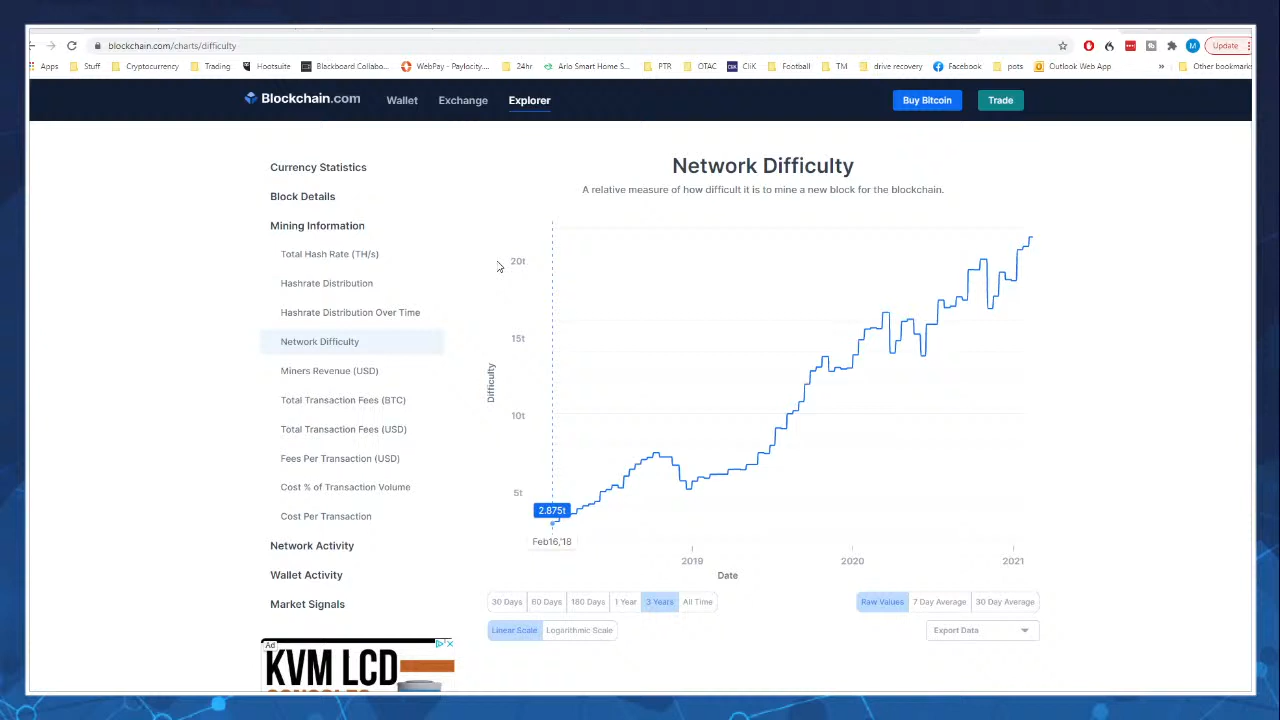 blockchain.com/charts/difficulty
Update
Apps Stuff Cryptocurrency Trading Hootsuite Blackboard Collabo... WebPay - Paylocity.... 24hr Arlo Smart Home S... PTR OTAC CliK Football TM drive recovery Facebook pots Outlook Web App » Other bookmarks
Blockchain.com Wallet Exchange Explorer Buy Bitcoin Trade
Currency Statistics
Block Details
Mining Information
Total Hash Rate (TH/s)
Hashrate Distribution
Hashrate Distribution Over Time
Network Difficulty
Miners Revenue (USD)
Total Transaction Fees (BTC)
Total Transaction Fees (USD)
Fees Per Transaction (USD)
Cost % of Transaction Volume
Cost Per Transaction
Network Activity
Wallet Activity
Market Signals
Ad
KVM LCD
Network Difficulty
A relative measure of how difficult it is to mine a new block for the blockchain.
20t
15t
10t
5t
Difficulty
2.875t
Feb16,'18
2019 2020 2021
Date
30 Days 60 Days 180 Days 1 Year 3 Years All Time Raw Values 7 Day Average 30 Day Average
Linear Scale Logarithmic Scale Export Data